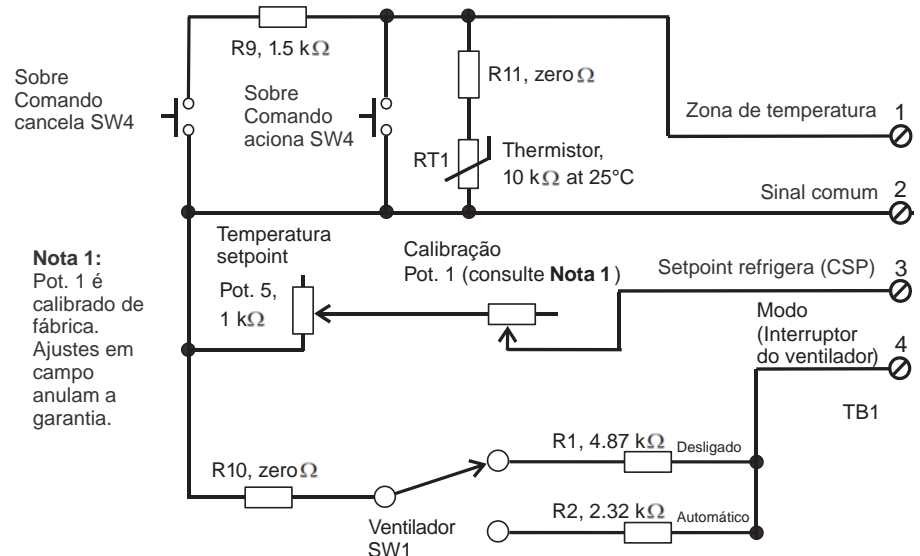 R9, 1.5 kΩ
Sobre
Comando
cancela SW4
Sobre
Comando
aciona SW4
R11, zero Ω
RT1
Thermistor,
10 kΩ at 25°C
Zona de temperatura
1
Sinal comum
2
Nota 1:
Pot. 1 é
calibrado de
fábrica.
Ajustes em
campo
anulam a
garantia.
Temperatura
setpoint
Pot. 5,
1 kΩ
Calibração
Pot. 1 (consulte Nota 1)
Setpoint refrigera (CSP)
3
Modo
(Interruptor
do ventilador)
4
TB1
R10, zero Ω
Ventilador
SW1
R1, 4.87 kΩ Desligado
R2, 2.32 kΩ Automático